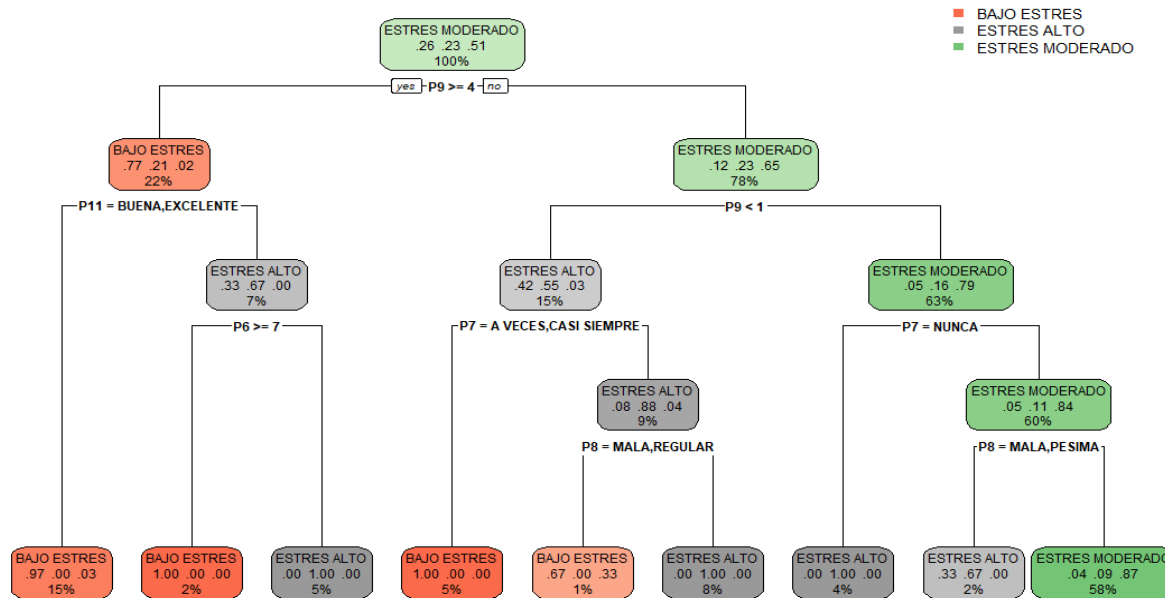 BAJO ESTRES
ESTRES ALTO
ESTRES MODERADO
ESTRES MODERADO
.26 .23 .51
100%
yes P9 >= 4 no
BAJO ESTRES
.77 .21 .02
22%
ESTRES MODERADO
.12 .23 .65
78%
P11 = BUENA,EXCELENTE
P9 < 1
ESTRES ALTO
.33 .67 .00
7%
ESTRES ALTO
.42 .55 .03
15%
ESTRES MODERADO
.05 .16 .79
63%
P6 >= 7
P7 = A VECES,CASI SIEMPRE
P7 = NUNCA
ESTRES ALTO
.08 .88 .04
9%
ESTRES MODERADO
.05 .11 .84
60%
P8 = MALA,REGULAR
P8 = MALA,PESIMA
BAJO ESTRES
.97 .00 .03
15%
BAJO ESTRES
1.00 .00 .00
2%
ESTRES ALTO
.00 1.00 .00
5%
BAJO ESTRES
1.00 .00 .00
5%
BAJO ESTRES
.67 .00 .33
1%
ESTRES ALTO
.00 1.00 .00
8%
ESTRES ALTO
.00 1.00 .00
4%
ESTRES ALTO
.33 .67 .00
2%
ESTRES MODERADO
.04 .09 .87
58%